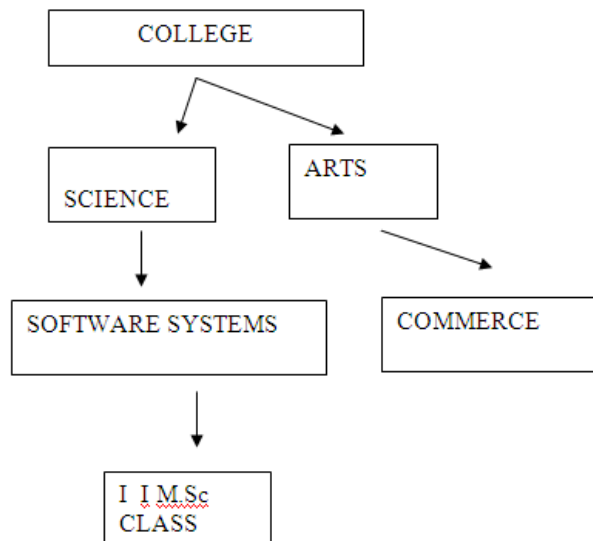 COLLEGE
SCIENCE
ARTS
SOFTWARE SYSTEMS
COMMERCE
I I M.Sc
CLASS